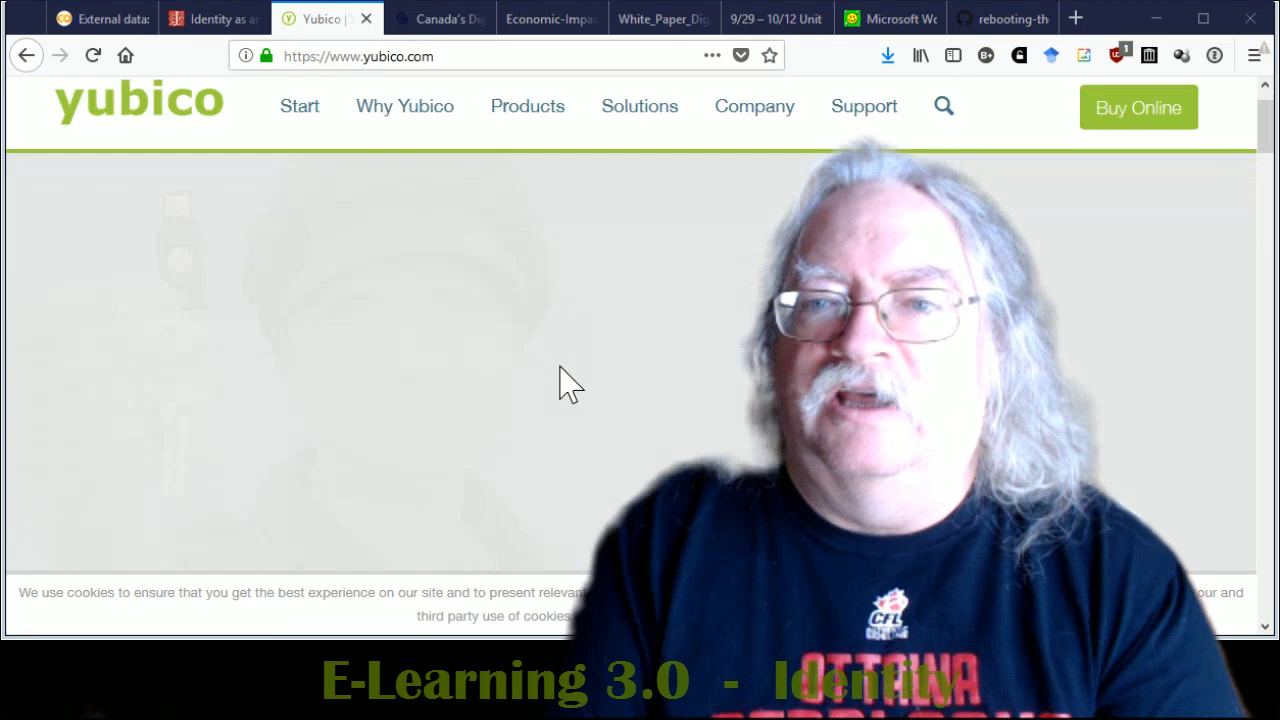 External data:
Identity as an
Yubico | Y
Canada's Dig
Economic-Impac
White_Paper_Dig
9/29 – 10/12 Unit
Microsoft Wo
rebooting-th
https://www.yubico.com
1
yubico
Start
Why Yubico
Products
Solutions
Company
Support
Buy Online
We use cookies to ensure that you get the best experience on our site and to present relevan
our and
third party use of cookies
CFL
OTTAWA
E-Learning 3.0 - Identity